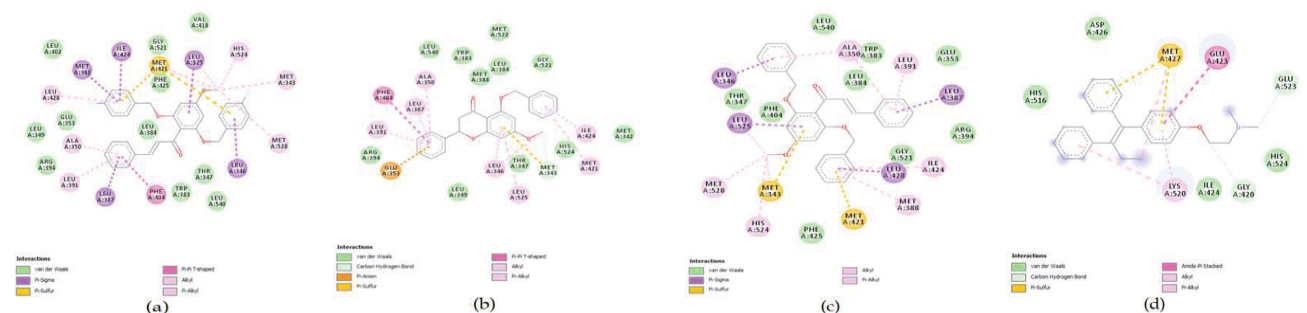 VAL
A:418
LEU
A:402
ILE
A:424
GLY
A:521
LEU
A:525
HIS
A:524
MET
A:421
PHE
A:425
MET
A:343
LEU
A:428
GLU
A:353
LEU
A:349
LEU
A:384
MET
A:528
ALA
A:350
ARG
A:394
THR
A:347
LEU
A:346
LEU
A:391
LEU
A:387
PHE
A:404
TRP
A:383
LEU
A:540
Interactions
van der Waals
Pi-Sigma
Pi-Sulfur
Pi-Pi T-shaped
Alkyl
Pi-Alkyl
(a)
(b)
MET
A:522
LEU
A:540
TRP
A:383
LEU
A:384
GLY
A:521
ALA
A:350
MET
A:388
PHE
A:404
LEU
A:387
LEU
A:391
ILE
A:424
MET
A:342
ARG
A:394
HIS
A:524
GLU
A:353
THR
A:347
MET
A:343
MET
A:421
LEU
A:346
LEU
A:349
LEU
A:525
Interactions
van der Waals
Carbon Hydrogen Bond
Pi-Anion
Pi-Sulfur
Pi-Pi T-shaped
Alkyl
Pi-Alkyl
(b)
(c)
LEU
A:540
ALA
A:350
TRP
A:383
LEU
A:391
GLU
A:353
LEU
A:346
LEU
A:384
LEU
A:387
THR
A:347
PHE
A:404
LEU
A:525
ARG
A:394
GLY
A:521
ILE
A:424
LEU
A:428
MET
A:528
MET
A:343
MET
A:388
MET
A:421
HIS
A:524
PHE
A:425
Interactions
van der Waals
Pi-Sigma
Pi-Sulfur
Alkyl
Pi-Alkyl
(c)
(d)
ASP
A:426
MET
A:427
GLU
A:423
GLU
A:523
HIS
A:516
HIS
A:524
LYS
A:520
ILE
A:424
GLY
A:420
Interactions
van der Waals
Carbon Hydrogen Bond
Pi-Sulfur
Amide-Pi Stacked
Alkyl
Pi-Alkyl
(d)